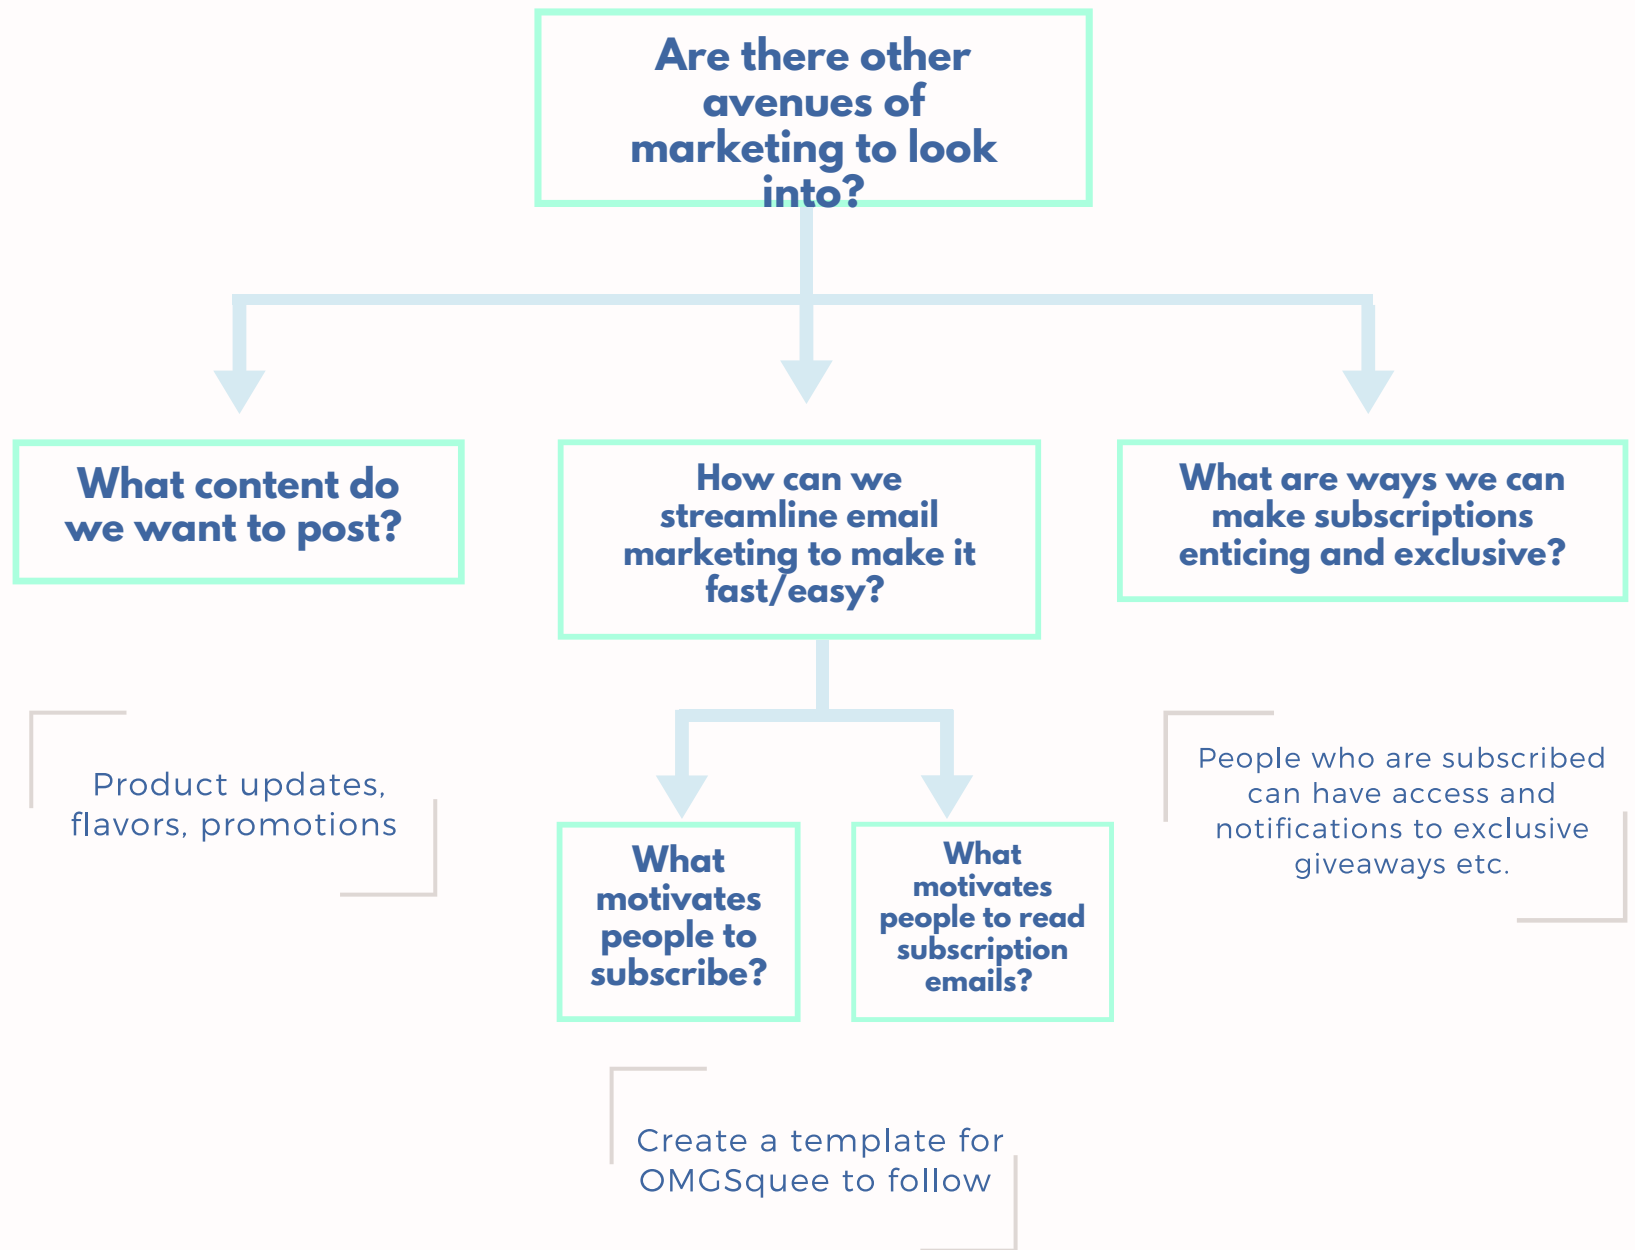 Are there other
avenues of
marketing to look
into?
What content do
we want to post?
How can we
streamline email
marketing to make it
fast/easy?
What are ways we can
make subscriptions
enticing and exclusive?
Product updates,
flavors, promotions
People who are subscribed
can have access and
notifications to exclusive
giveaways etc.
What
motivates
people to
subscribe?
What
motivates
people to read
subscription
emails?
Create a template for
OMGSquee to follow